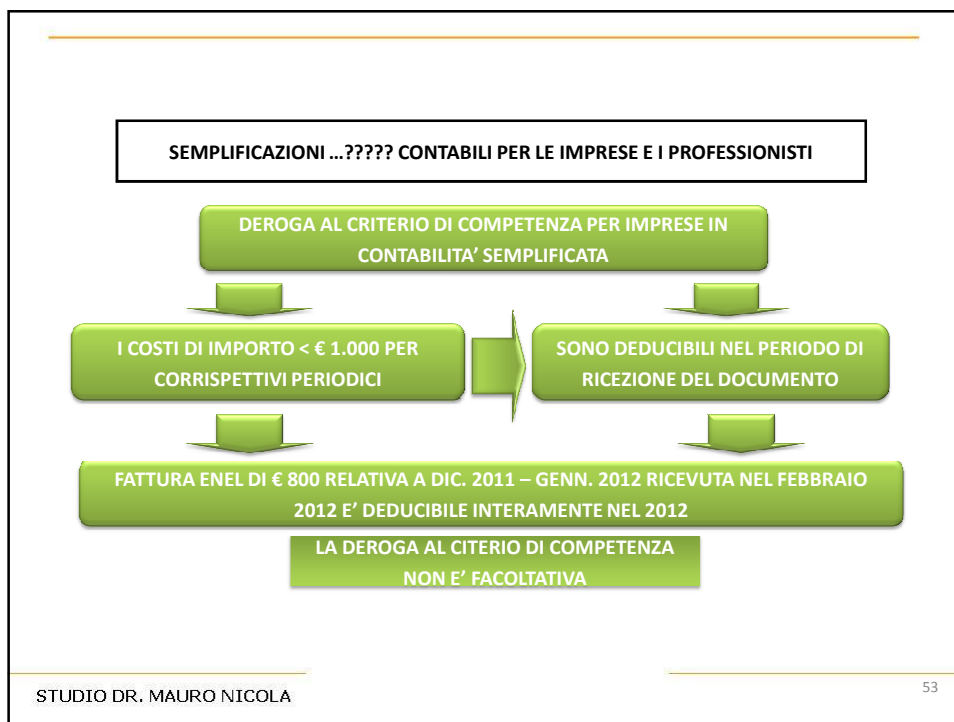 SEMPLIFICAZIONI …????? CONTABILI PER LE IMPRESE E I PROFESSIONISTI
DEROGA AL CRITERIO DI COMPETENZA PER IMPRESE IN
CONTABILITA’ SEMPLIFICATA
I COSTI DI IMPORTO < € 1.000 PER
CORRISPETTIVI PERIODICI
SONO DEDUCIBILI NEL PERIODO DI
RICEZIONE DEL DOCUMENTO
FATTURA ENEL DI € 800 RELATIVA A DIC. 2011 – GENN. 2012 RICEVUTA NEL FEBBRAIO
2012 E’ DEDUCIBILE INTERAMENTE NEL 2012
LA DEROGA AL CITERIO DI COMPETENZA
NON E’ FACOLTATIVA
STUDIO DR. MAURO NICOLA
53